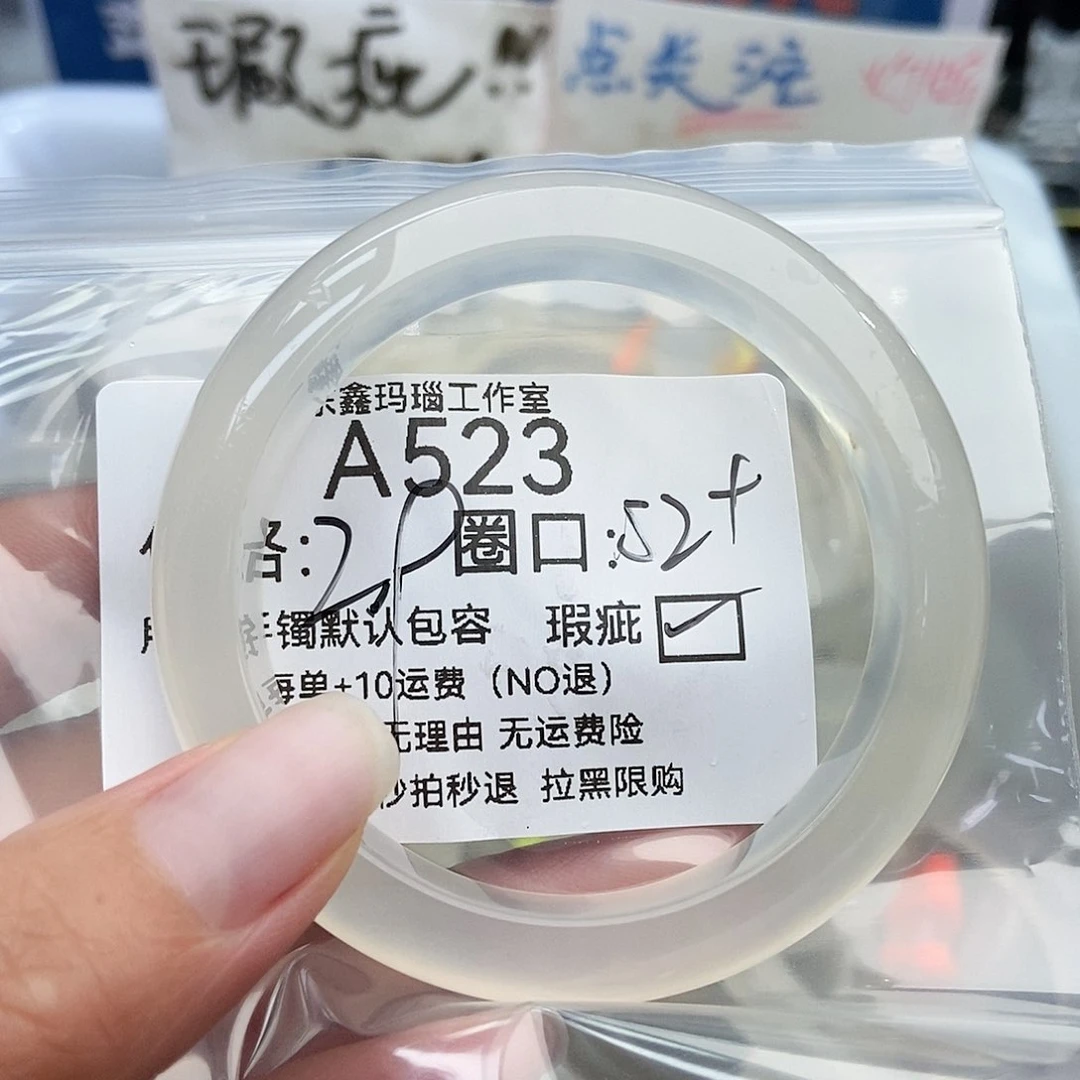 瑕疵!!
点关注
鑫玛瑙工作室
A523
格: 圈口:52+
手镯默认包容 瑕疵 ✓
每单+10运费(NO退)
无理由 无运费险
秒拍秒退 拉黑限购